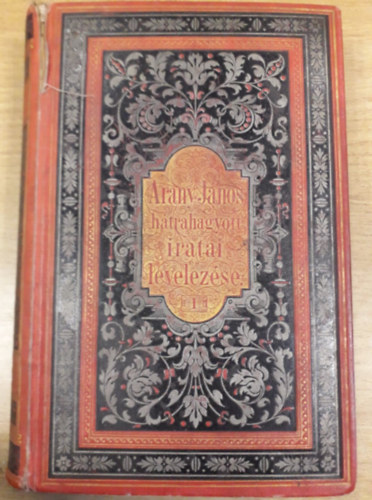 Arany János
hátrahagyott
iratai
levelezése
I